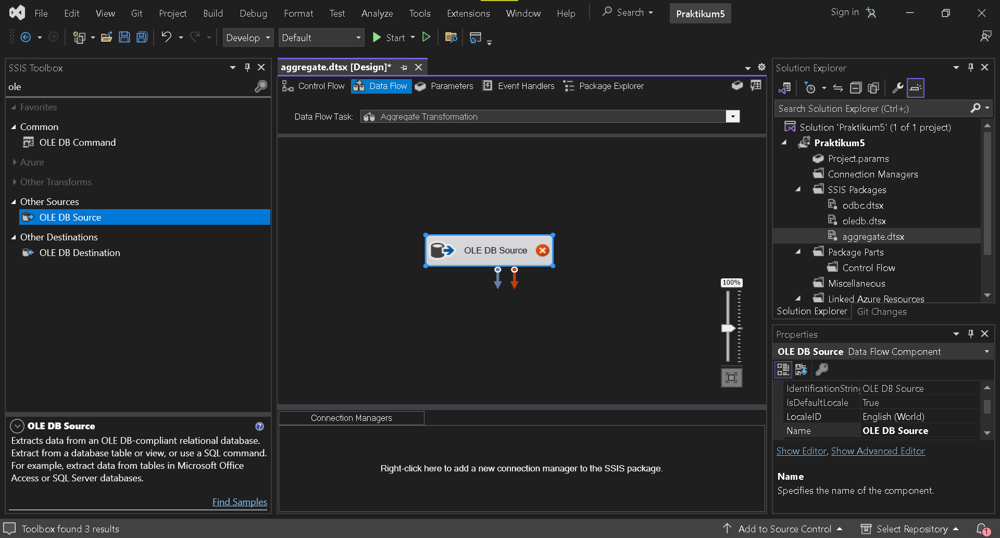 File Edit View Git Project Build Debug Format Test Analyze Tools Extensions Window Help Search Praktikum5 Sign in
Develop Default Start
SSIS Toolbox
ole
Favorites
Common
OLE DB Command
Azure
Other Transforms
Other Sources
OLE DB Source
Other Destinations
OLE DB Destination
OLE DB Source
Extracts data from an OLE DB-compliant relational database.
Extract from a database table or view, or use a SQL command.
For example, extract data from tables in Microsoft Office
Access or SQL Server databases.
Find Samples
aggregate.dtsx [Design]*
Control Flow Data Flow Parameters Event Handlers Package Explorer
Data Flow Task: Aggregate Transformation
OLE DB Source
100%
Connection Managers
Right-click here to add a new connection manager to the SSIS package.
Solution Explorer
Search Solution Explorer (Ctrl+;)
Solution 'Praktikum5' (1 of 1 project)
Praktikum5
Project.params
Connection Managers
SSIS Packages
odbc.dtsx
oledb.dtsx
aggregate.dtsx
Package Parts
Control Flow
Miscellaneous
Linked Azure Resources
Solution Explorer Git Changes
Properties
OLE DB Source Data Flow Component
IdentificationString OLE DB Source
IsDefaultLocale True
LocaleID English (World)
Name OLE DB Source
Show Editor, Show Advanced Editor
Name
Specifies the name of the component.
Toolbox found 3 results Add to Source Control Select Repository 1